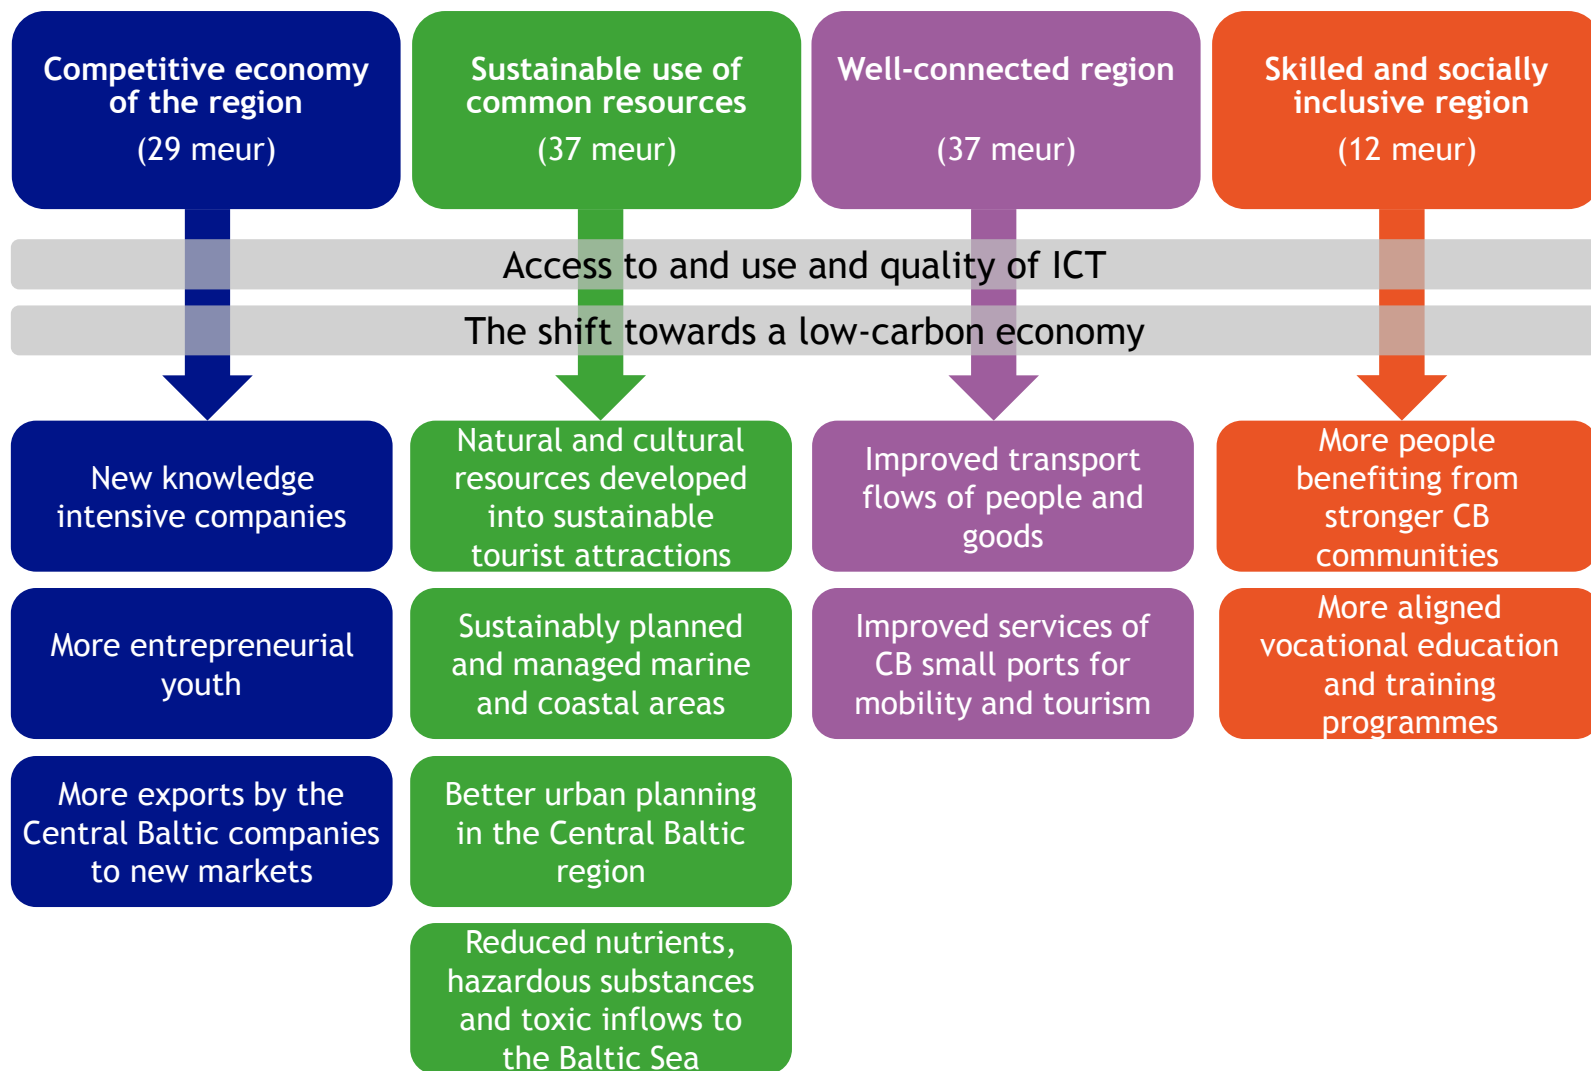 Competitive economy
of the region
(29 meur)
Sustainable use of
common resources
(37 meur)
Well-connected region
(37 meur)
Skilled and socially
inclusive region
(12 meur)
Access to and use and quality of ICT
The shift towards a low-carbon economy
New knowledge
intensive companies
More entrepreneurial
youth
More exports by the
Central Baltic companies
to new markets
Natural and cultural
resources developed
into sustainable
tourist attractions
Sustainably planned
and managed marine
and coastal areas
Better urban planning
in the Central Baltic
region
Reduced nutrients,
hazardous substances
and toxic inflows to
the Baltic Sea
Improved transport
flows of people and
goods
Improved services of
CB small ports for
mobility and tourism
More people
benefiting from
stronger CB
communities
More aligned
vocational education
and training
programmes